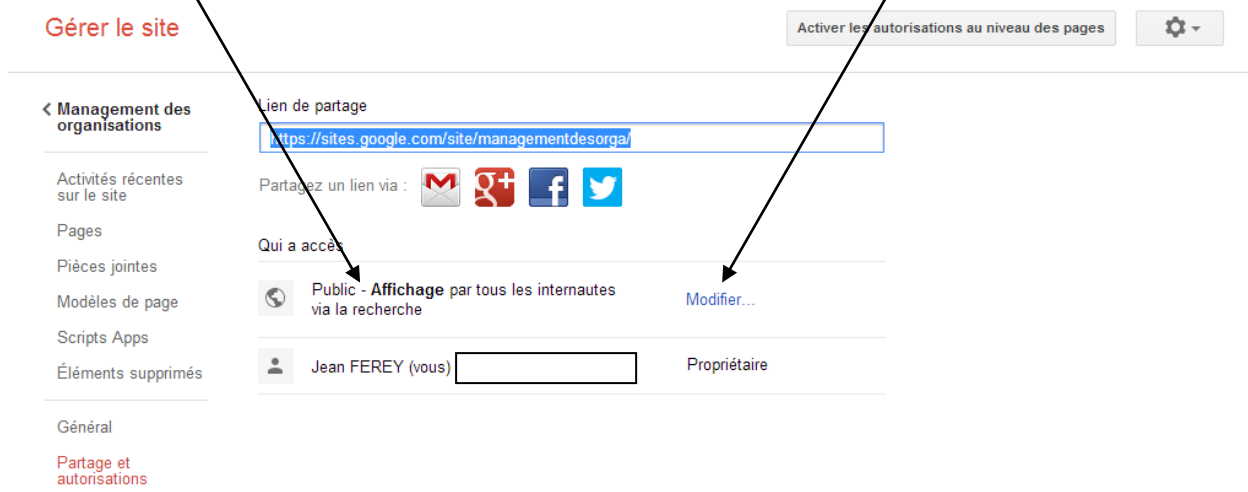 Gérer le site
Activer les autorisations au niveau des pages
Management des
organisations
Activités récentes
sur le site
Pages
Pièces jointes
Modèles de page
Scripts Apps
Éléments supprimés
Général
Partage et
autorisations
Lien de partage
https://sites.google.com/site/managementdesorga/
Partagez un lien via :
g+
f
Qui a accès
Public - Affichage par tous les internautes
via la recherche
Modifier...
Jean FEREY (vous)
Propriétaire